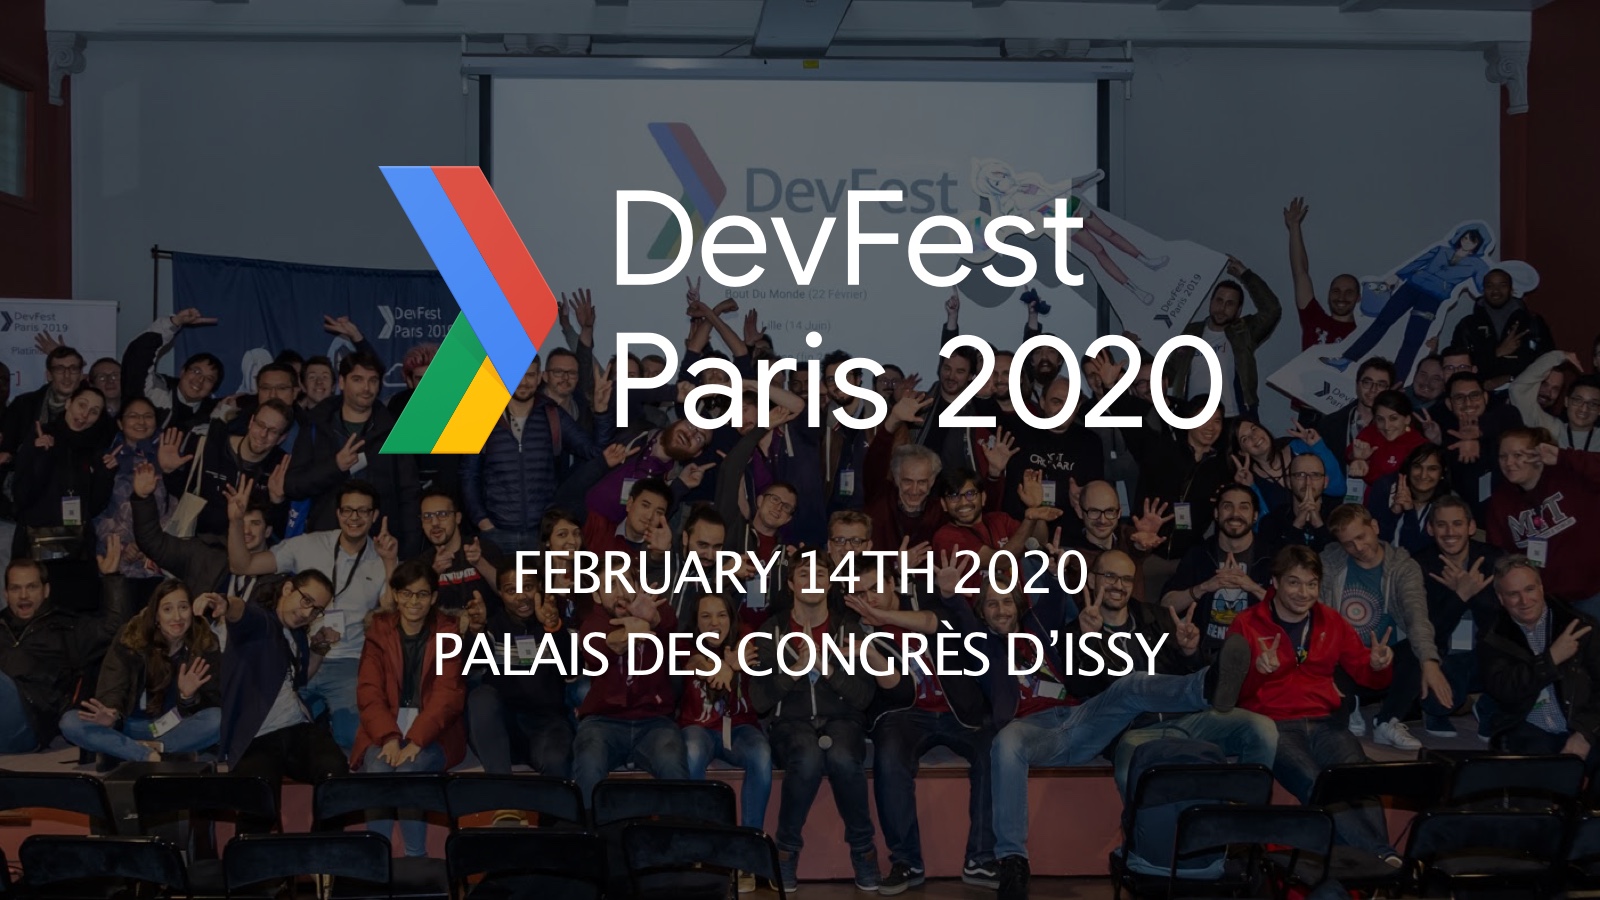 DevFest
Paris 2020
FEBRUARY 14TH 2020
PALAIS DES CONGRÈS D’ISSY
DevFest
Bout Du Monde (22 Février)
Lille (14 Juin)
DevFest
Paris 2019
DevFest
Paris 2019
DevFest
Paris 2019
MIT